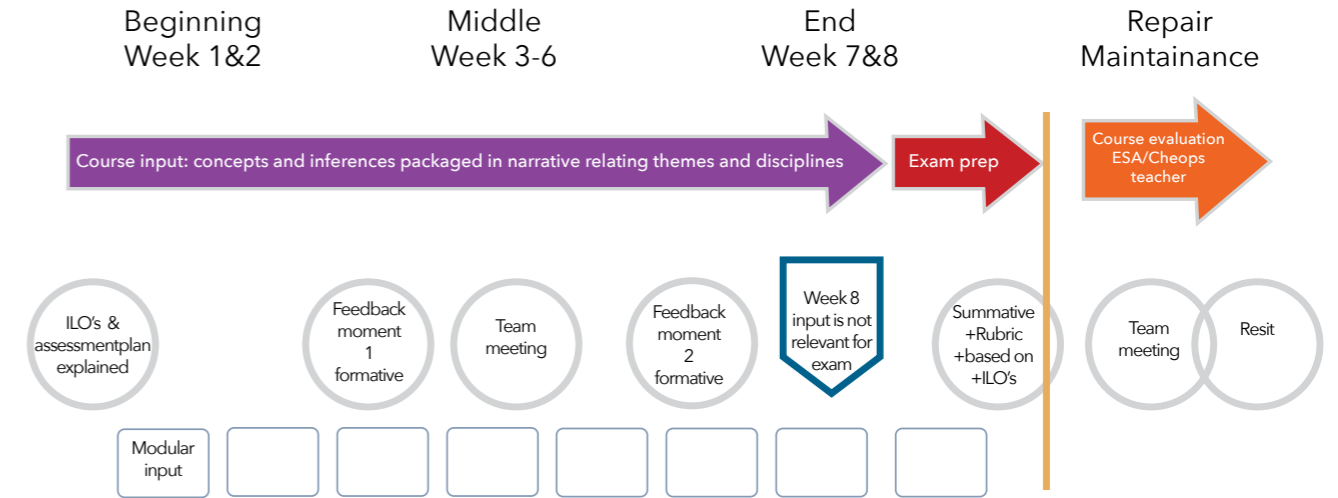 Beginning
Week 1&2
Middle
Week 3-6
End
Week 7&8
Repair
Maintainance
Course input: concepts and inferences packaged in narrative relating themes and disciplines
Exam prep
Course evaluation
ESA/Cheops
teacher
ILO's &
assessmentplan
explained
Feedback
moment
1
formative
Team
meeting
Feedback
moment
2
formative
Week 8
input is not
relevant for
exam
Summative
+Rubric
+based on
+ILO's
Team
meeting
Resit
Modular
input